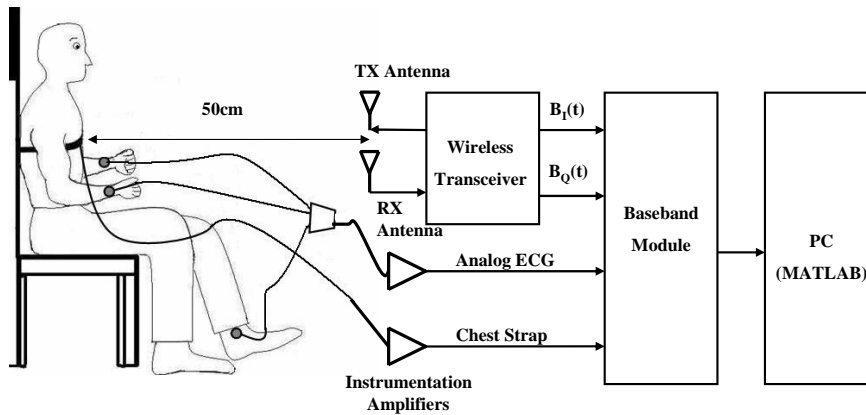 TX Antenna
50cm
B_I(t)
Wireless
Transceiver
B_Q(t)
RX
Antenna
Baseband
Module
PC
(MATLAB)
Analog ECG
Chest Strap
Instrumentation
Amplifiers